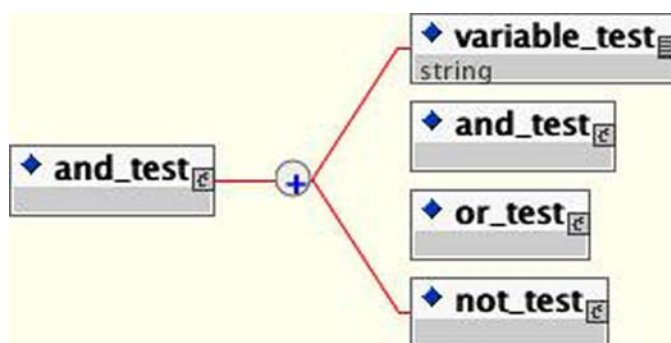 variable_test
string
and_test
and_test
or_test
not_test